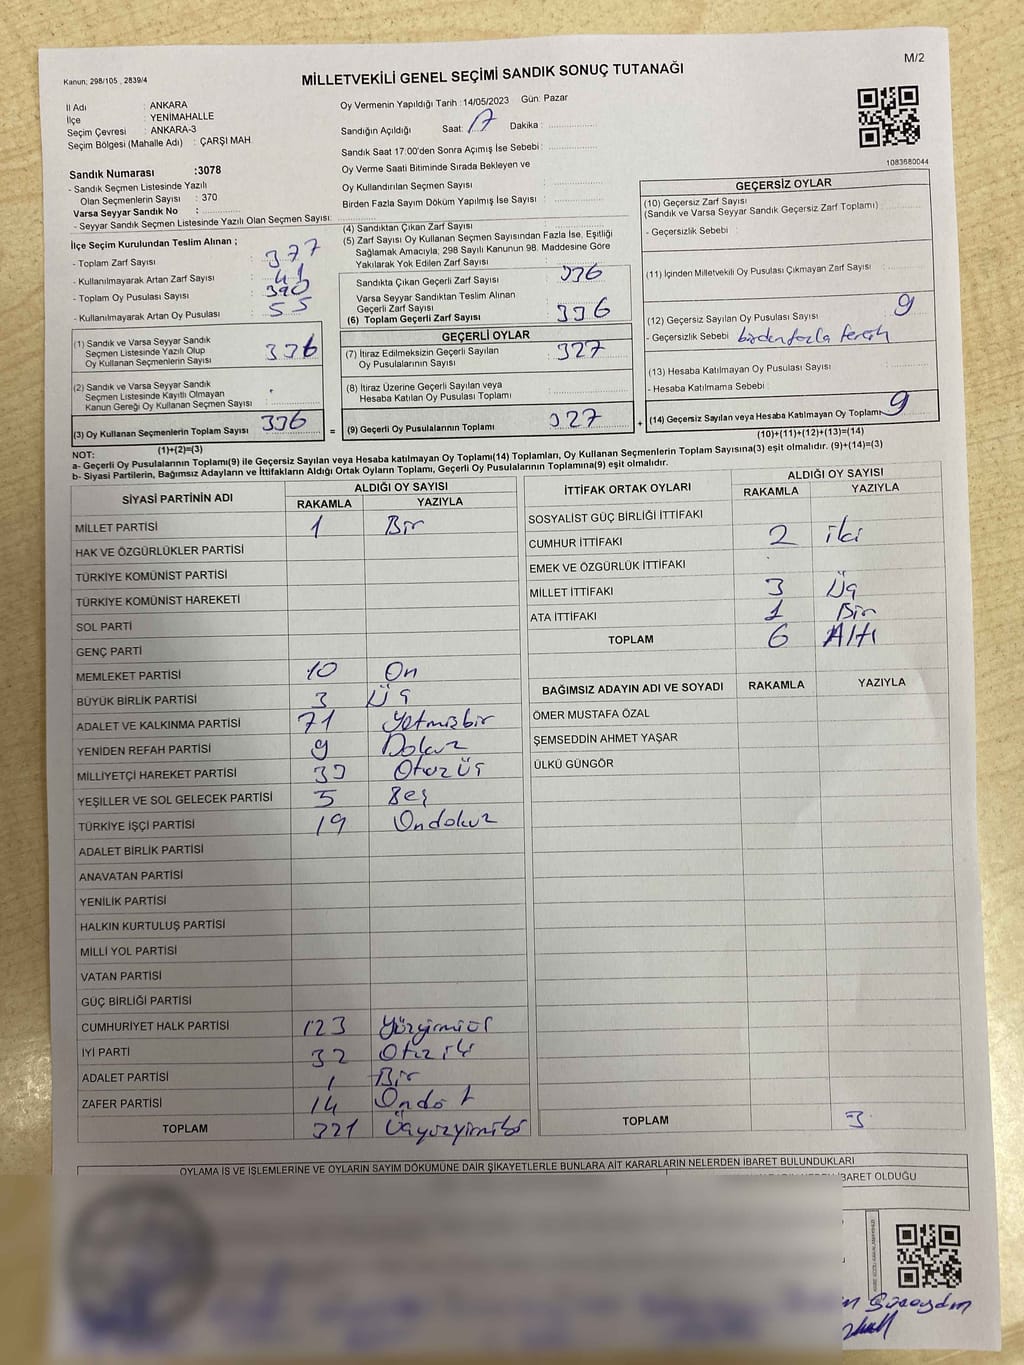 M/2
Kanun: 298/105 , 2839/4
MİLLETVEKİLİ GENEL SEÇİMİ SANDIK SONUÇ TUTANAĞI
İl Adı : ANKARA
İlçe : YENİMAHALLE
Seçim Çevresi : ANKARA-3
Seçim Bölgesi (Mahalle Adı) : ÇARŞI MAH.
Oy Vermenin Yapıldığı Tarih :14/05/2023 Gün: Pazar
Sandığın Açıldığı Saat: 17 Dakika :
Sandık Saat 17:00'den Sonra Açımış İse Sebebi :
Oy Verme Saati Bitiminde Sırada Bekleyen ve
Oy Kullandırılan Seçmen Sayısı :
Birden Fazla Sayım Döküm Yapılmış İse Sayısı :
1083680044
Sandık Numarası :3078
- Sandık Seçmen Listesinde Yazılı
Olan Seçmenlerin Sayısı : 370
Varsa Seyyar Sandık No :
- Seyyar Sandık Seçmen Listesinde Yazılı Olan Seçmen Sayısı:
İlçe Seçim Kurulundan Teslim Alınan ;
- Toplam Zarf Sayısı : 377
- Kullanılmayarak Artan Zarf Sayısı : 41
- Toplam Oy Pusulası Sayısı : 390
- Kullanılmayarak Artan Oy Pusulası : 55
(1) Sandık ve Varsa Seyyar Sandık
Seçmen Listesinde Yazılı Olup
Oy Kullanan Seçmenlerin Sayısı : 336
(2) Sandık ve Varsa Seyyar Sandık
Seçmen Listesinde Kayıtlı Olmayan
Kanun Gereği Oy Kullanan Seçmen Sayısı :
(3) Oy Kullanan Seçmenlerin Toplam Sayısı 336
(1)+(2)=(3)
(4) Sandıktan Çıkan Zarf Sayısı :
(5) Zarf Sayısı Oy Kullanan Seçmen Sayısından Fazla İse, Eşitliği
Sağlamak Amacıyla; 298 Sayılı Kanunun 98. Maddesine Göre
Yakılarak Yok Edilen Zarf Sayısı :
Sandıkta Çıkan Geçerli Zarf Sayısı : 336
Varsa Seyyar Sandıktan Teslim Alınan
Geçerli Zarf Sayısı :
(6) Toplam Geçerli Zarf Sayısı : 336
GEÇERLİ OYLAR
(7) İtiraz Edilmeksizin Geçerli Sayılan
Oy Pusulalarının Sayısı : 327
(8) İtiraz Üzerine Geçerli Sayılan veya
Hesaba Katılan Oy Pusulası Toplamı :
= (9) Geçerli Oy Pusulalarının Toplamı : 327 +
GEÇERSİZ OYLAR
(10) Geçersiz Zarf Sayısı
(Sandık ve Varsa Seyyar Sandık Geçersiz Zarf Toplamı) :
- Geçersizlik Sebebi :
(11) İçinden Milletvekili Oy Pusulası Çıkmayan Zarf Sayısı :
(12) Geçersiz Sayılan Oy Pusulası Sayısı : 9
- Geçersizlik Sebebi : birden fazla tercih
(13) Hesaba Katılmayan Oy Pusulası Sayısı :
- Hesaba Katılmama Sebebi :
(14) Geçersiz Sayılan veya Hesaba Katılmayan Oy Toplamı 9
(10)+(11)+(12)+(13)=(14)
NOT:
a- Geçerli Oy Pusulalarının Toplamı(9) ile Geçersiz Sayılan veya Hesaba katılmayan Oy Toplamı(14) Toplamları, Oy Kullanan Seçmenlerin Toplam Sayısına(3) eşit olmalıdır. (9)+(14)=(3)
b- Siyasi Partilerin, Bağımsız Adayların ve İttifakların Aldığı Ortak Oyların Toplamı, Geçerli Oy Pusulalarının Toplamına(9) eşit olmalıdır.
SİYASİ PARTİNİN ADI ALDIĞI OY SAYISI
RAKAMLA YAZIYLA
MİLLET PARTİSİ 1 Bir
HAK VE ÖZGÜRLÜKLER PARTİSİ
TÜRKİYE KOMÜNİST PARTİSİ
TÜRKİYE KOMÜNİST HAREKETİ
SOL PARTİ
GENÇ PARTİ
MEMLEKET PARTİSİ 10 On
BÜYÜK BİRLİK PARTİSİ 3 Üç
ADALET VE KALKINMA PARTİSİ 71 Yetmişbir
YENİDEN REFAH PARTİSİ 9 Dokuz
MİLLİYETÇİ HAREKET PARTİSİ 33 Otuz Üç
YEŞİLLER VE SOL GELECEK PARTİSİ 5 Beş
TÜRKİYE İŞÇİ PARTİSİ 19 Ondokuz
ADALET BİRLİK PARTİSİ
ANAVATAN PARTİSİ
YENİLİK PARTİSİ
HALKIN KURTULUŞ PARTİSİ
MİLLİ YOL PARTİSİ
VATAN PARTİSİ
GÜÇ BİRLİĞİ PARTİSİ
CUMHURİYET HALK PARTİSİ 123
İYİ PARTİ 32 Otuz iki
ADALET PARTİSİ 1 Bir
ZAFER PARTİSİ 14
TOPLAM 321
İTTİFAK ORTAK OYLARI ALDIĞI OY SAYISI
RAKAMLA YAZIYLA
SOSYALİST GÜÇ BİRLİĞİ İTTİFAKI
CUMHUR İTTİFAKI 2 iki
EMEK VE ÖZGÜRLÜK İTTİFAKI
MİLLET İTTİFAKI 3 Üç
ATA İTTİFAKI 1 Bir
TOPLAM 6 Altı
BAĞIMSIZ ADAYIN ADI VE SOYADI RAKAMLA YAZIYLA
ÖMER MUSTAFA ÖZAL
ŞEMSEDDİN AHMET YAŞAR
ÜLKÜ GÜNGÖR
TOPLAM 3
OYLAMA İŞ VE İŞLEMLERİNE VE OYLARIN SAYIM DÖKÜMÜNE DAİR ŞİKAYETLERLE BUNLARA AİT KARARLARIN NELERDEN İBARET BULUNDUKLARI
İBARET OLDUĞU